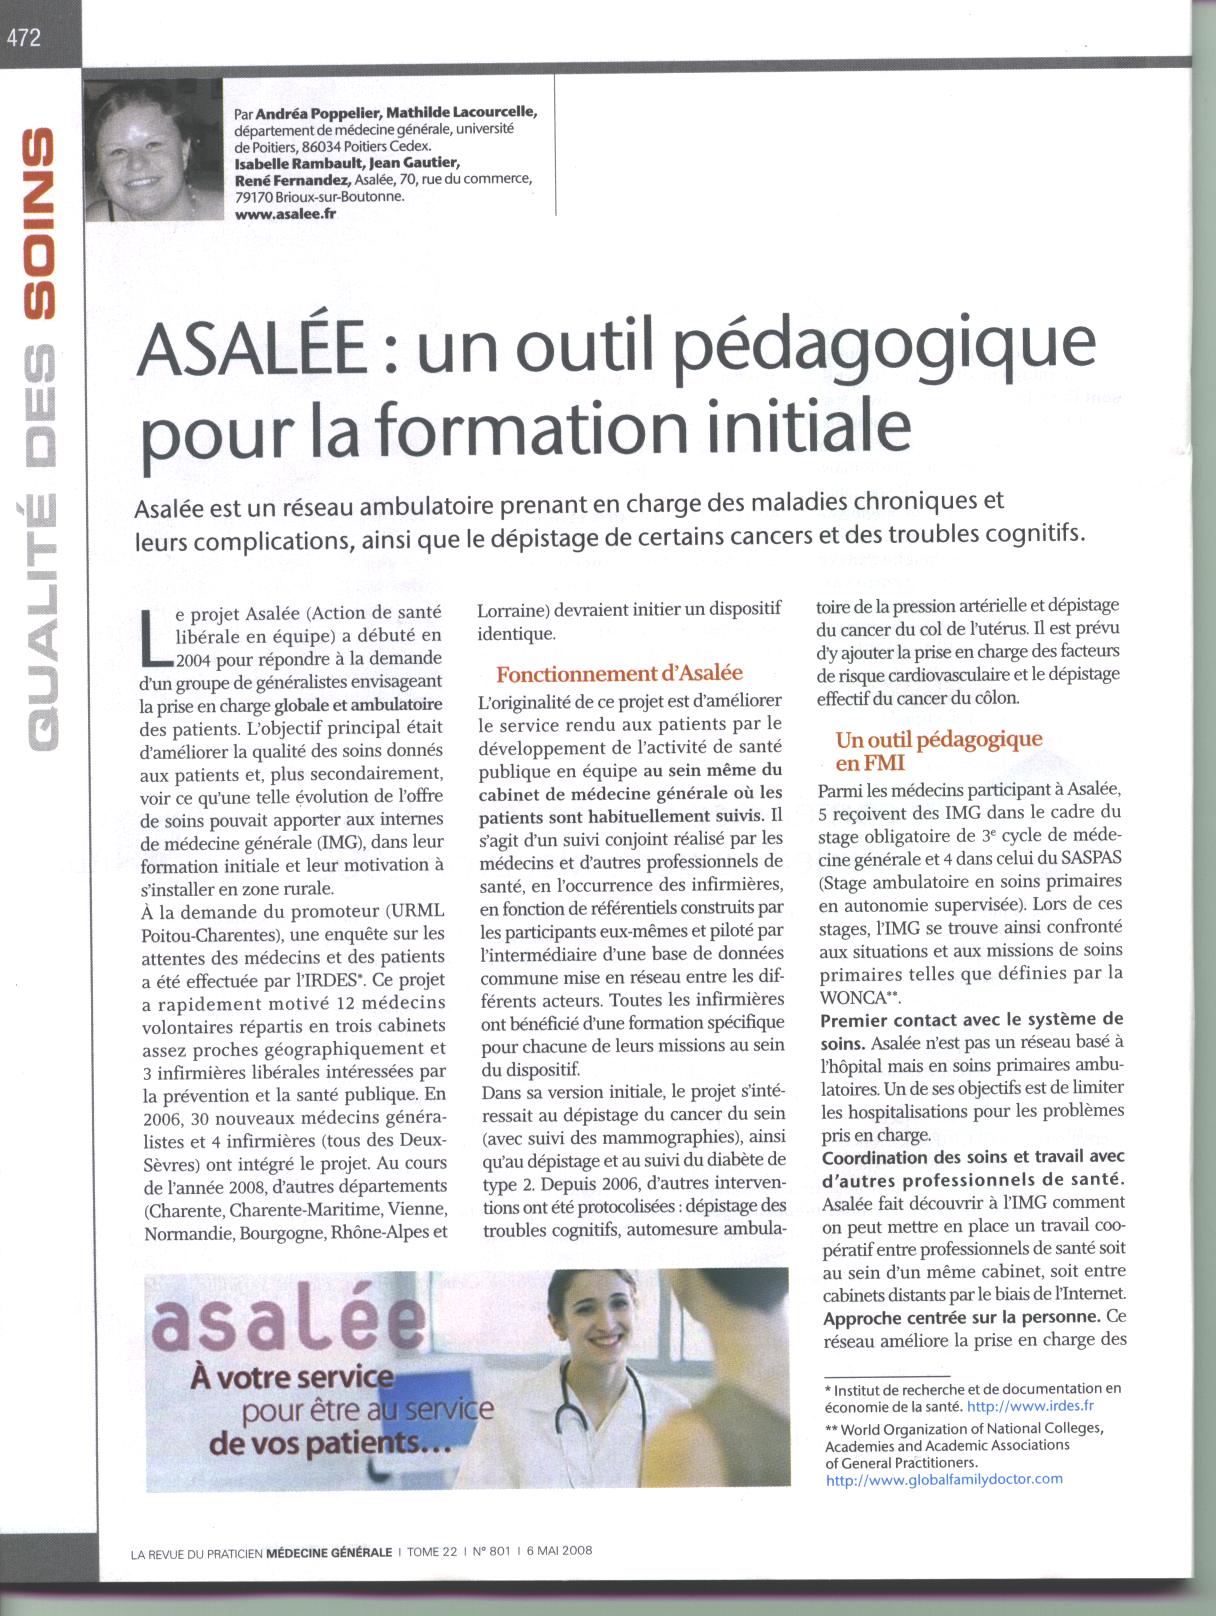 472
QUALITÉ DES SOINS
Par Andréa Poppelier, Mathilde Lacourcelle,
département de médecine générale, université
de Poitiers, 86034 Poitiers Cedex.
Isabelle Rambault, Jean Gautier,
René Fernandez, Asalée, 70, rue du commerce,
79170 Brioux-sur-Boutonne.
www.asalee.fr
ASALÉE : un outil pédagogique
pour la formation initiale
Asalée est un réseau ambulatoire prenant en charge des maladies chroniques et
leurs complications, ainsi que le dépistage de certains cancers et des troubles cognitifs.
Le projet Asalée (Action de santé
libérale en équipe) a débuté en
2004 pour répondre à la demande
d'un groupe de généralistes envisageant
la prise en charge globale et ambulatoire
des patients. L'objectif principal était
d'améliorer la qualité des soins donnés
aux patients et, plus secondairement,
voir ce qu'une telle évolution de l'offre
de soins pouvait apporter aux internes
de médecine générale (IMG), dans leur
formation initiale et leur motivation à
s'installer en zone rurale.
À la demande du promoteur (URML
Poitou-Charentes), une enquête sur les
attentes des médecins et des patients
a été effectuée par l'IRDES*. Ce projet
a rapidement motivé 12 médecins
volontaires répartis en trois cabinets
assez proches géographiquement et
3 infirmières libérales intéressées par
la prévention et la santé publique. En
2006, 30 nouveaux médecins généra-
listes et 4 infirmières (tous des Deux-
Sèvres) ont intégré le projet. Au cours
de l'année 2008, d'autres départements
(Charente, Charente-Maritime, Vienne,
Normandie, Bourgogne, Rhône-Alpes et
Lorraine) devraient initier un dispositif
identique.
Fonctionnement d'Asalée
L'originalité de ce projet est d'améliorer
le service rendu aux patients par le
développement de l'activité de santé
publique en équipe au sein même du
cabinet de médecine générale où les
patients sont habituellement suivis. Il
s'agit d'un suivi conjoint réalisé par les
médecins et d'autres professionnels de
santé, en l'occurrence des infirmières,
en fonction de référentiels construits par
les participants eux-mêmes et piloté par
l'intermédiaire d'une base de données
commune mise en réseau entre les dif-
férents acteurs. Toutes les infirmières
ont bénéficié d'une formation spécifique
pour chacune de leurs missions au sein
du dispositif.
Dans sa version initiale, le projet s'inté-
ressait au dépistage du cancer du sein
(avec suivi des mammographies), ainsi
qu'au dépistage et au suivi du diabète de
type 2. Depuis 2006, d'autres interven-
tions ont été protocolisées : dépistage des
troubles cognitifs, automesure ambula-
toire de la pression artérielle et dépistage
du cancer du col de l'utérus. Il est prévu
d'y ajouter la prise en charge des facteurs
de risque cardiovasculaire et le dépistage
effectif du cancer du côlon.
Un outil pédagogique
en FMI
Parmi les médecins participant à Asalée,
5 reçoivent des IMG dans le cadre du
stage obligatoire de 3e cycle de méde-
cine générale et 4 dans celui du SASPAS
(Stage ambulatoire en soins primaires
en autonomie supervisée). Lors de ces
stages, l'IMG se trouve ainsi confronté
aux situations et aux missions de soins
primaires telles que définies par la
WONCA**.
Premier contact avec le système de
soins. Asalée n'est pas un réseau basé à
l'hôpital mais en soins primaires ambu-
latoires. Un de ses objectifs est de limiter
les hospitalisations pour les problèmes
pris en charge.
Coordination des soins et travail avec
d'autres professionnels de santé.
Asalée fait découvrir à l'IMG comment
on peut mettre en place un travail coo-
pératif entre professionnels de santé soit
au sein d'un même cabinet, soit entre
cabinets distants par le biais de l'Internet.
Approche centrée sur la personne. Ce
réseau améliore la prise en charge des
asalée
À votre service
pour être au service
de vos patients...
* Institut de recherche et de documentation en
économie de la santé. http://www.irdes.fr
** World Organization of National Colleges,
Academies and Academic Associations
of General Practitioners.
http://www.globalfamilydoctor.com
LA REVUE DU PRATICIEN MÉDECINE GÉNÉRALE I TOME 22 I N° 801 I 6 MAI 2008